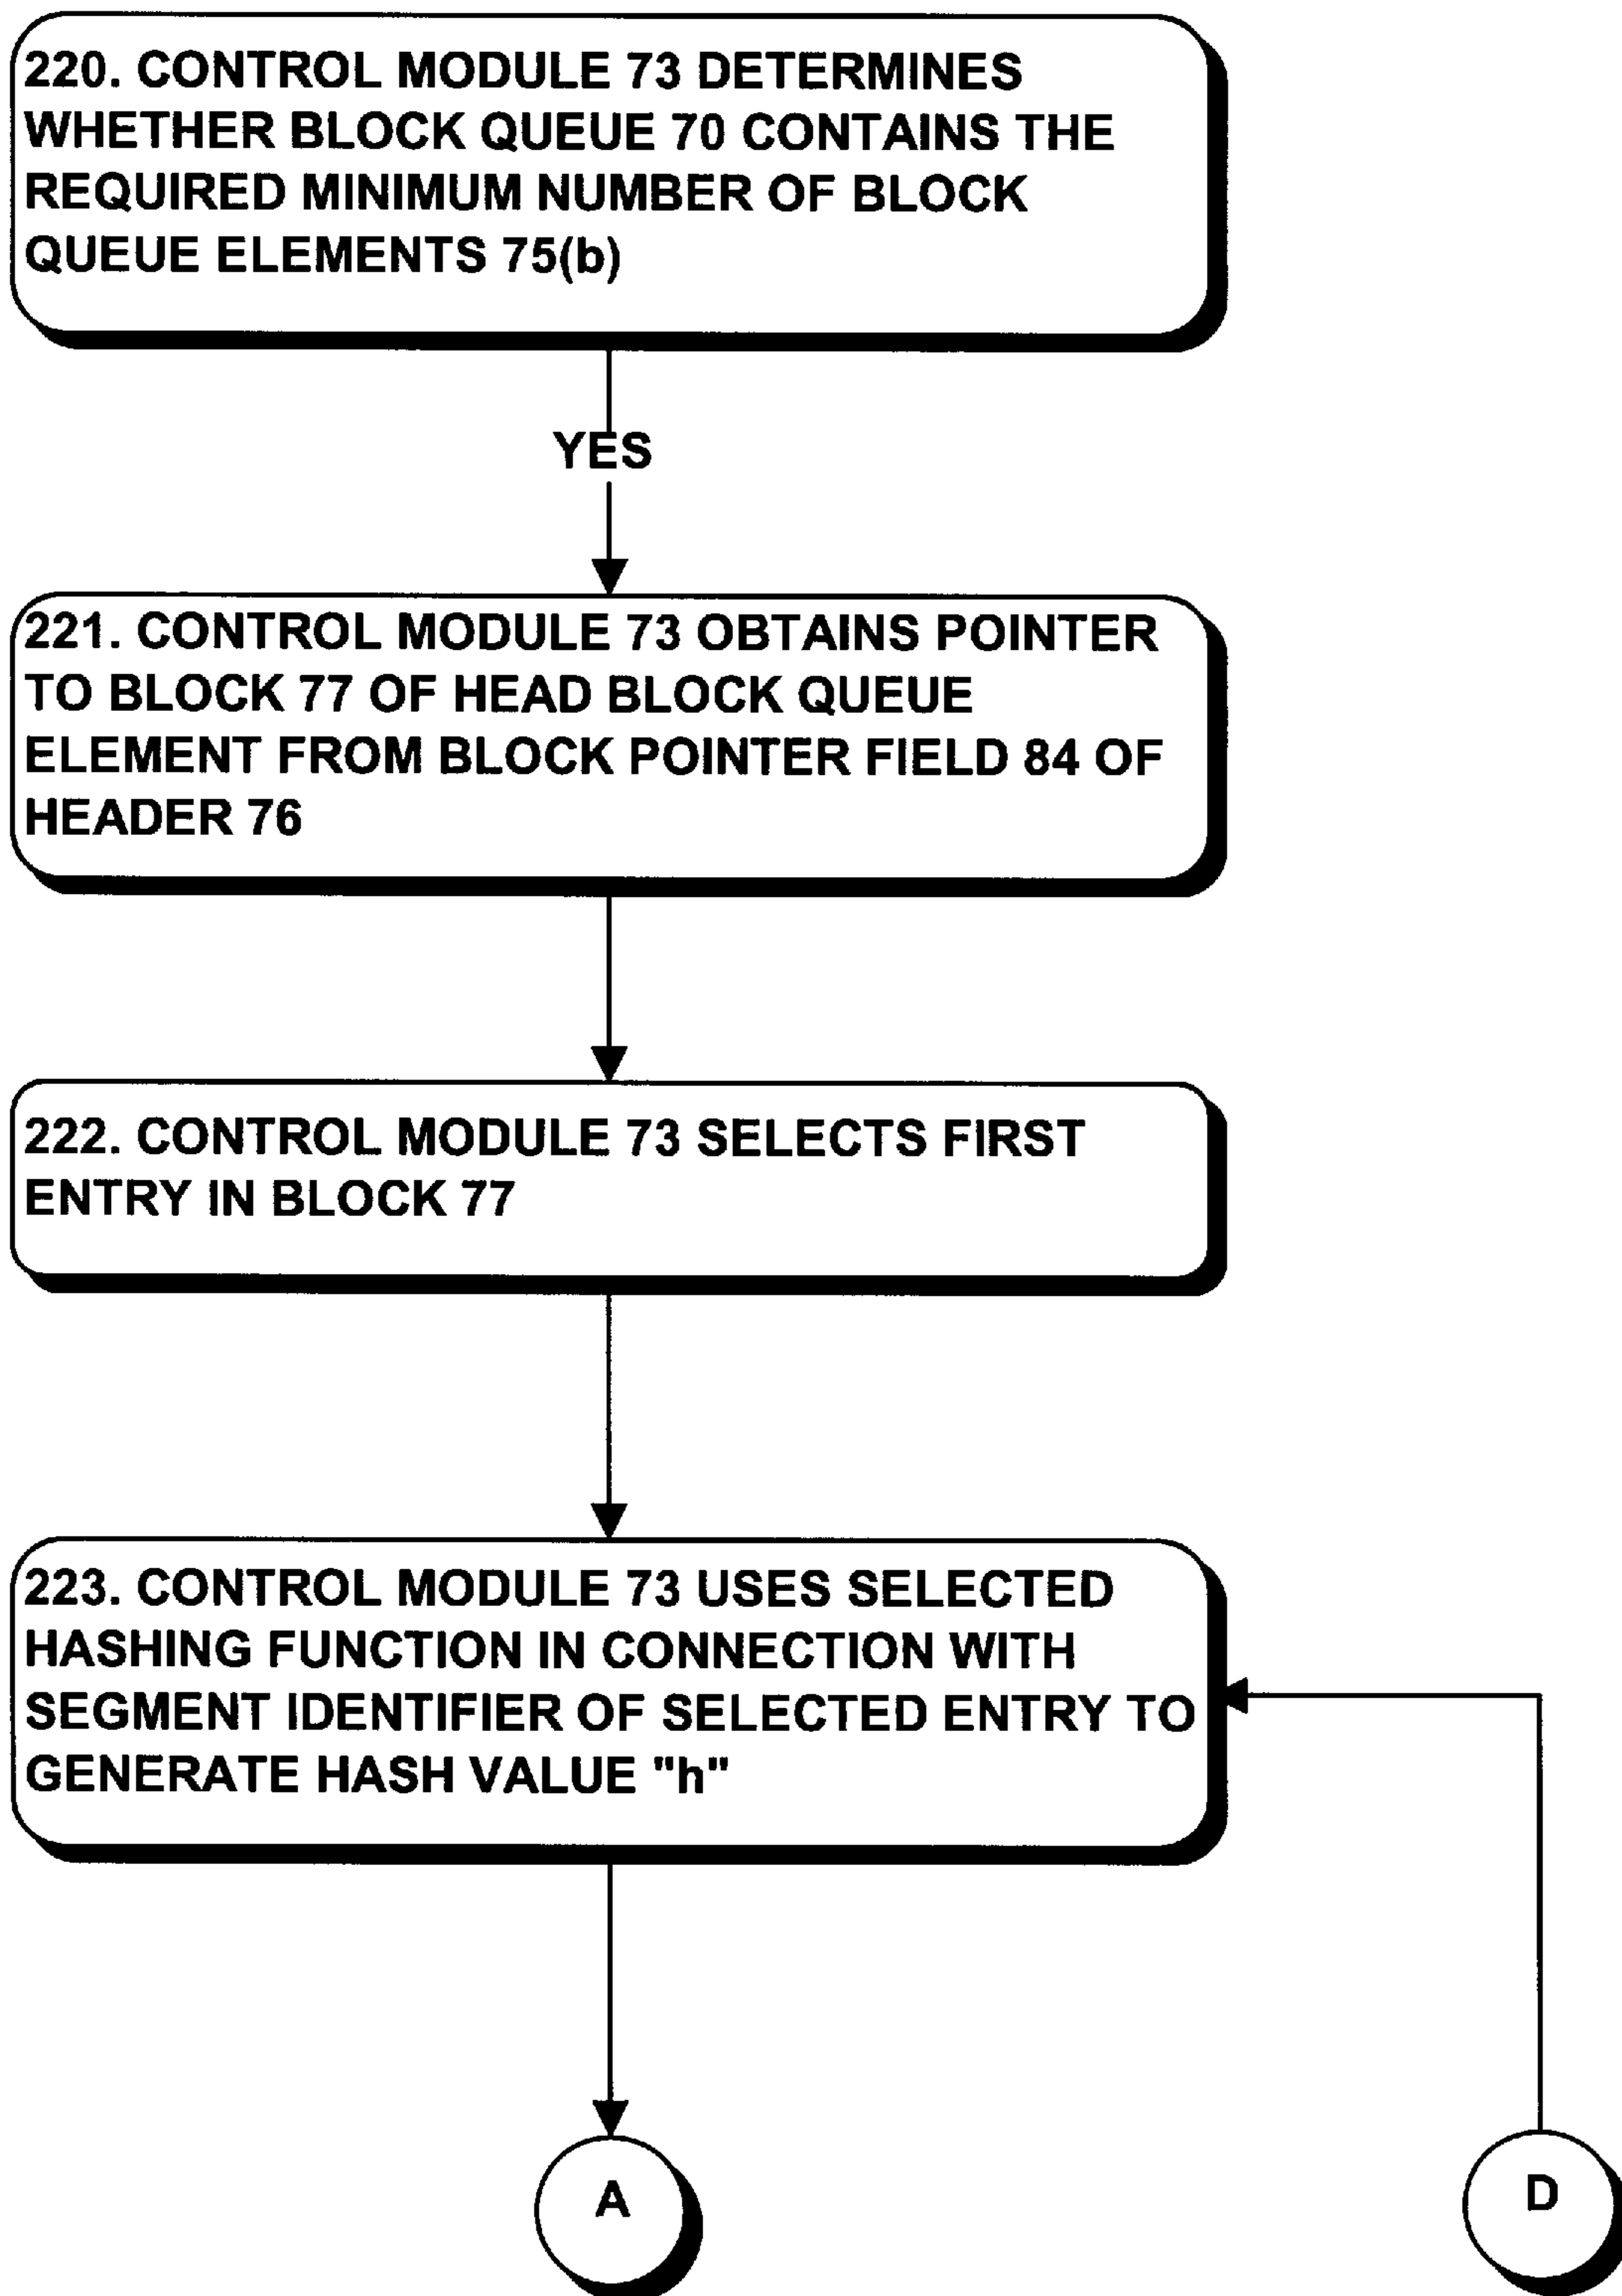 220. CONTROL MODULE 73 DETERMINES
WHETHER BLOCK QUEUE 70 CONTAINS THE
REQUIRED MINIMUM NUMBER OF BLOCK
QUEUE ELEMENTS 75(b)
YES
221. CONTROL MODULE 73 OBTAINS POINTER
TO BLOCK 77 OF HEAD BLOCK QUEUE
ELEMENT FROM BLOCK POINTER FIELD 84 OF
HEADER 76
222. CONTROL MODULE 73 SELECTS FIRST
ENTRY IN BLOCK 77
223. CONTROL MODULE 73 USES SELECTED
HASHING FUNCTION IN CONNECTION WITH
SEGMENT IDENTIFIER OF SELECTED ENTRY TO
GENERATE HASH VALUE "h"
A
D